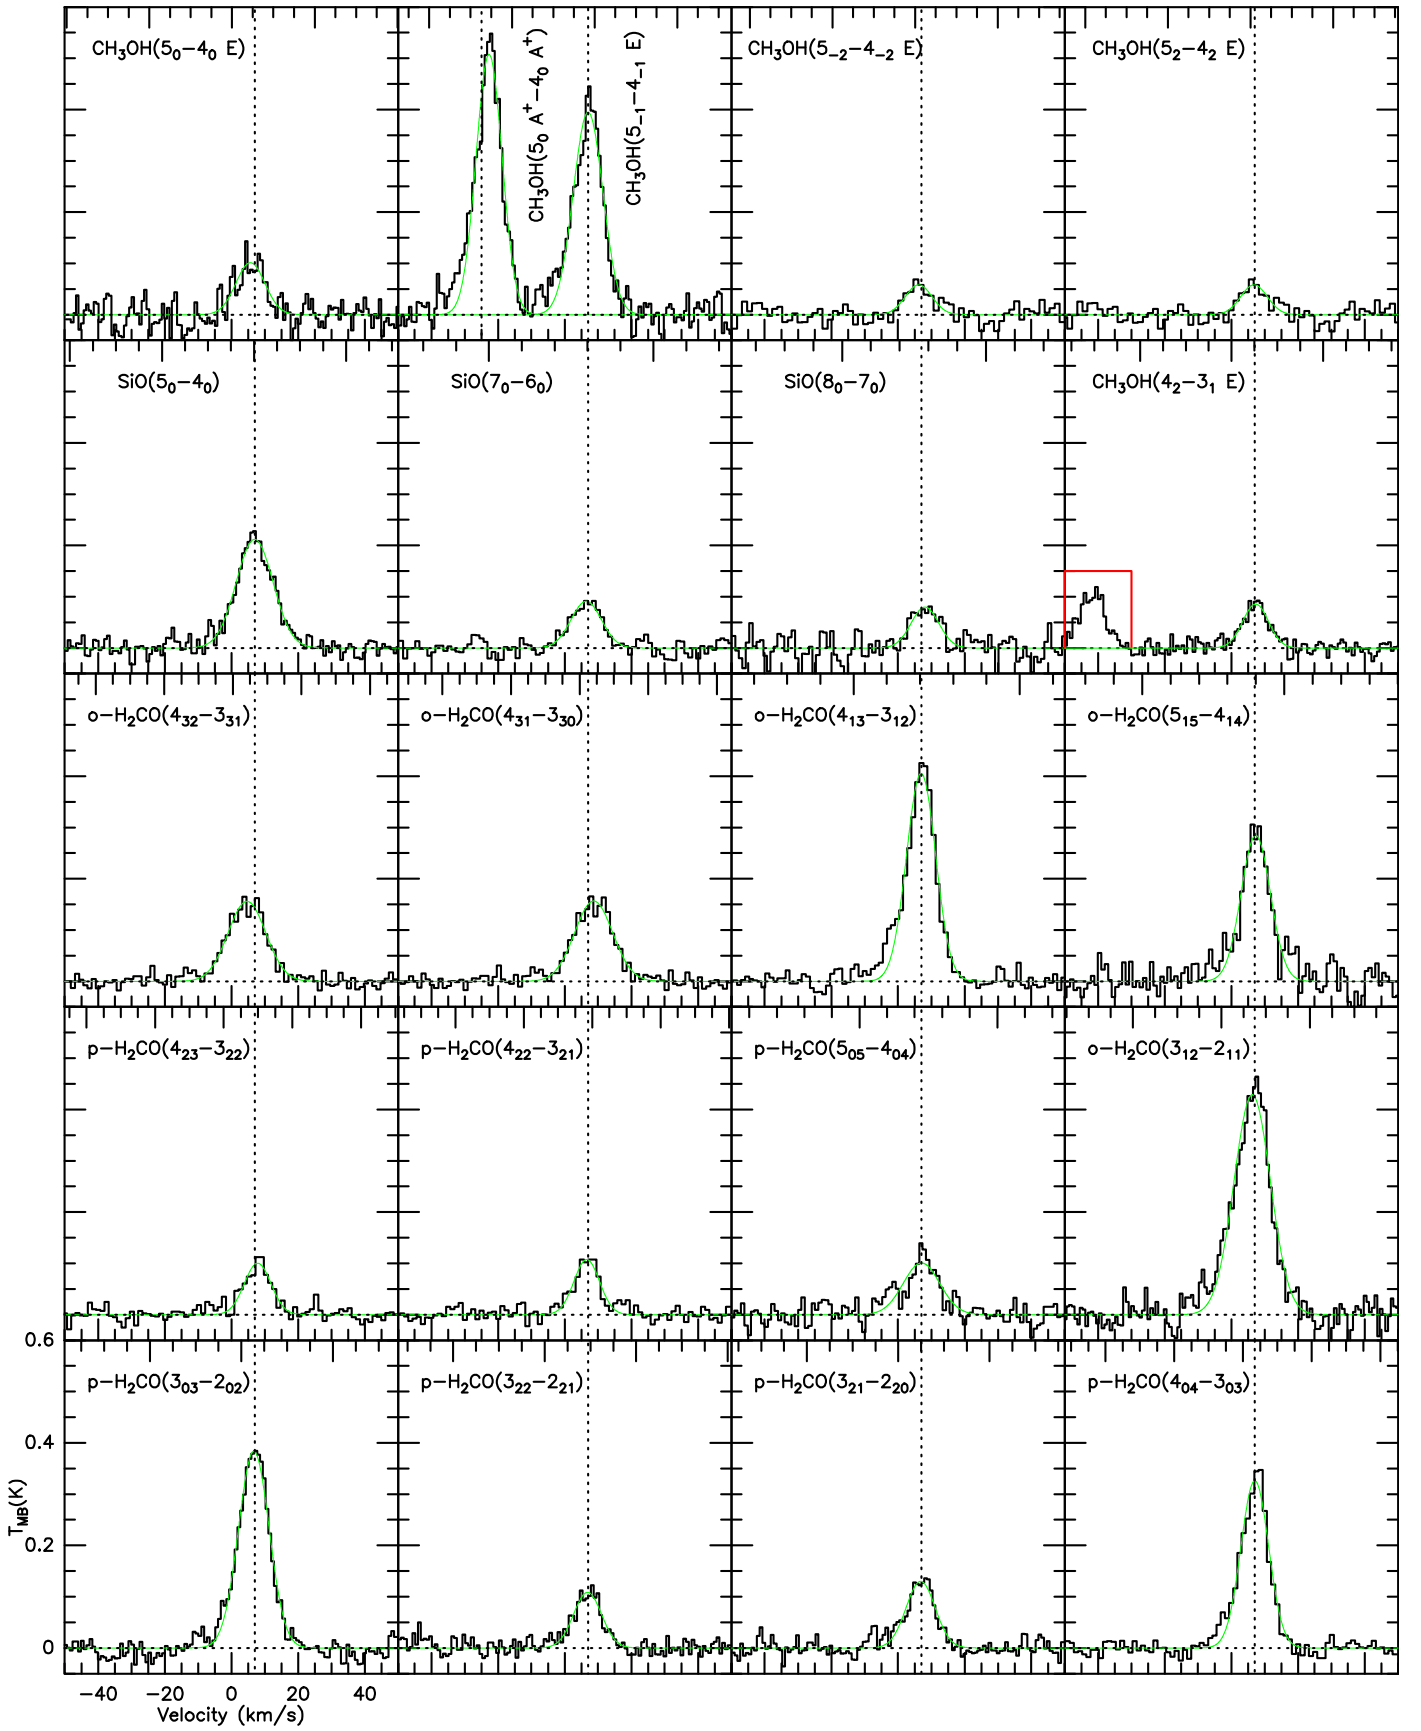 CH₃OH(5₀−4₀ E)
CH₃OH(5₀ A⁺−4₀ A⁺)
CH₃OH(5₋₁−4₋₁ E)
CH₃OH(5₋₂−4₋₂ E)
CH₃OH(5₂−4₂ E)
SiO(5₀−4₀)
SiO(7₀−6₀)
SiO(8₀−7₀)
CH₃OH(4₂−3₁ E)
o−H₂CO(4₃₂−3₃₁)
o−H₂CO(4₃₁−3₃₀)
o−H₂CO(4₁₃−3₁₂)
o−H₂CO(5₁₅−4₁₄)
p−H₂CO(4₂₃−3₂₂)
p−H₂CO(4₂₂−3₂₁)
p−H₂CO(5₀₅−4₀₄)
o−H₂CO(3₁₂−2₁₁)
p−H₂CO(3₀₃−2₀₂)
p−H₂CO(3₂₂−2₂₁)
p−H₂CO(3₂₁−2₂₀)
p−H₂CO(4₀₄−3₀₃)
0.6
0.4
0.2
0
T_MB(K)
−40 −20 0 20 40
Velocity (km/s)